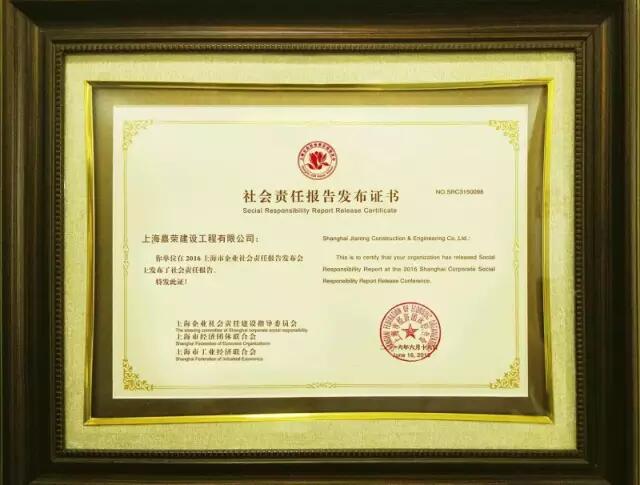 社会责任报告发布证书
Social Responsibility Report Release Certificate
NO.SRC3150098
上海嘉荣建设工程有限公司：
你单位在2016上海市企业社会责任报告发布会
上发布了社会责任报告。
特发此证！
Shanghai Jiarong Construction & Engineering Co.,Ltd.:
This is to certify that your organization has released Social
Responsibility Report at the 2016 Shanghai Corporate Social
Responsibility Report Release Conference.
上海企业社会责任建设指导委员会
The steering committee of Shanghai corporate social responsibility
上海市经济团体联合会
Shanghai Federation of Economic Organizations
上海市工业经济联合会
Shanghai Federation of Industrial Economics
June 16, 2016